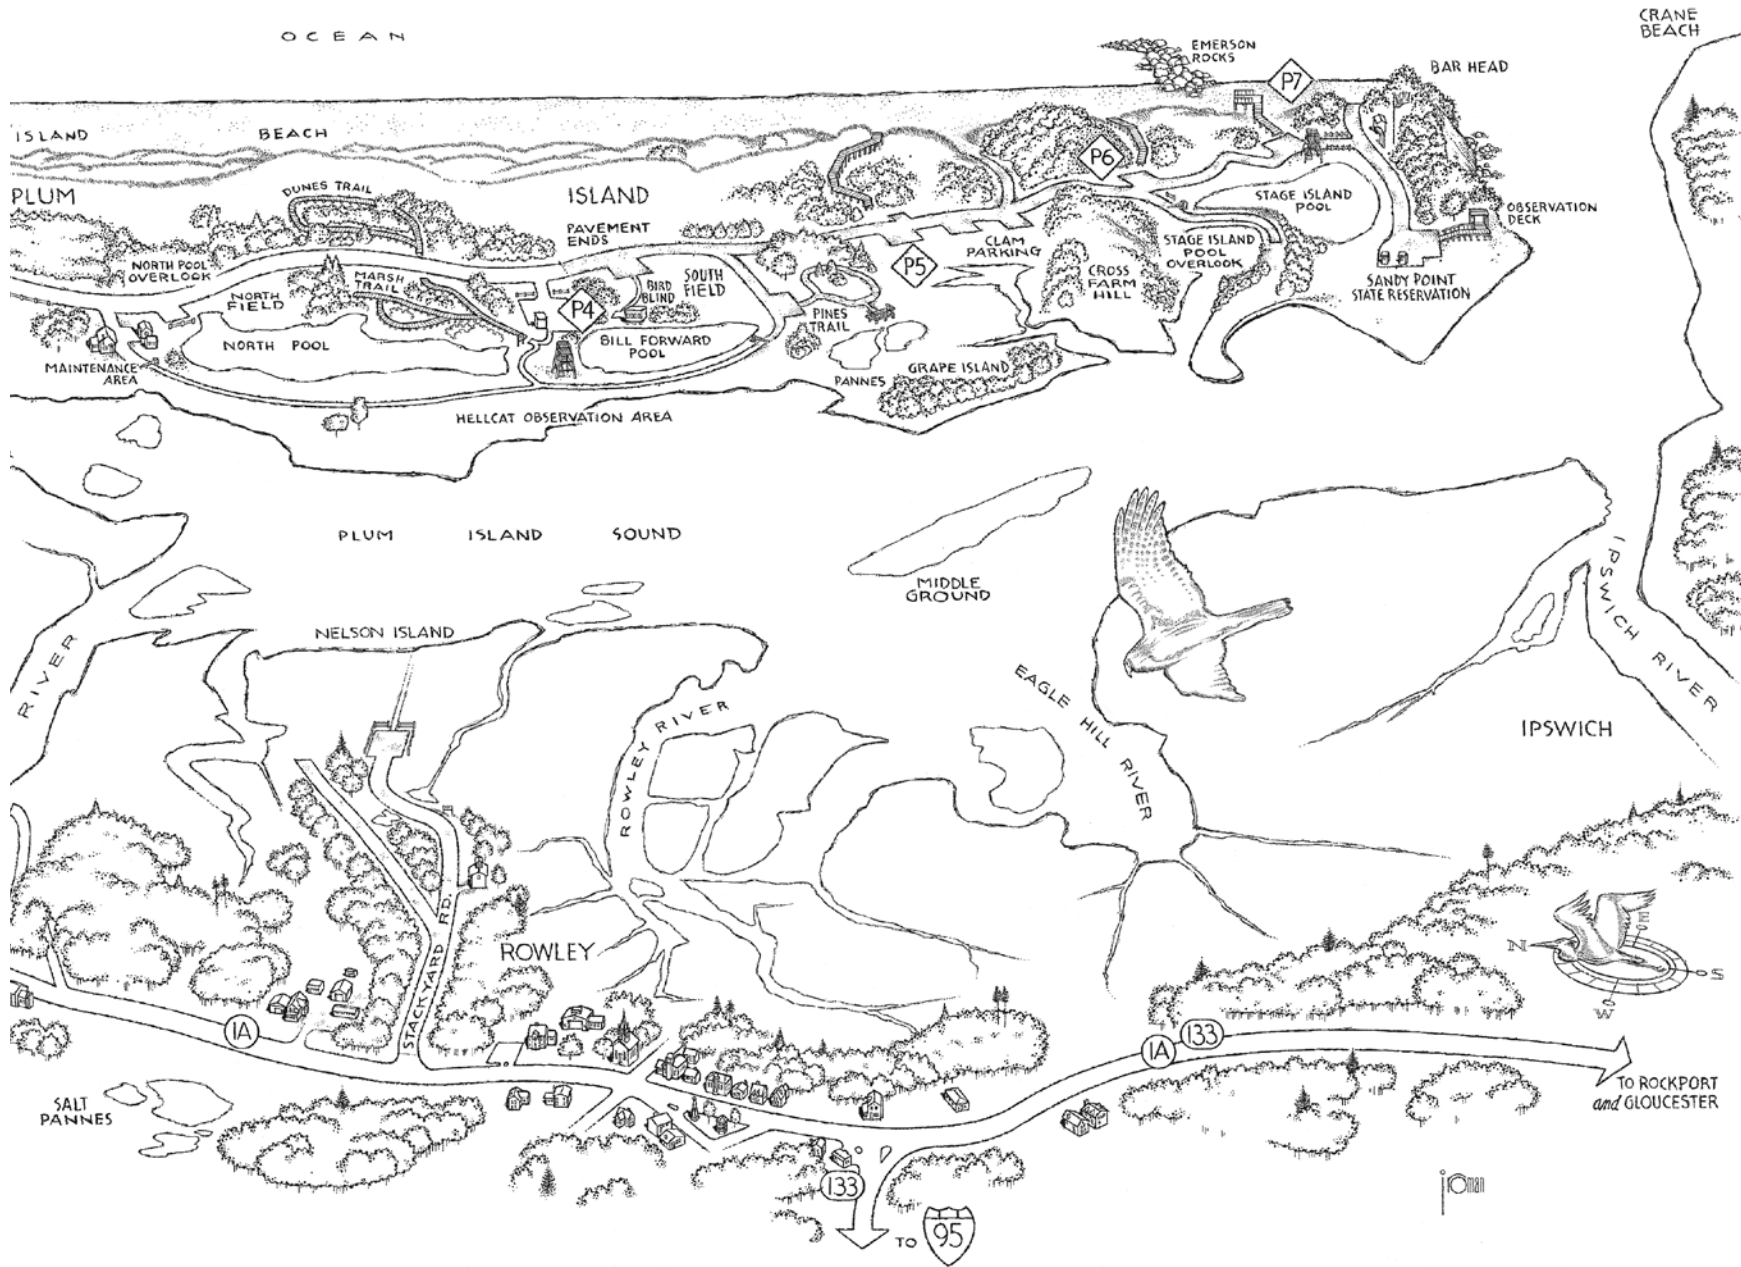 OCEAN
CRANE
BEACH
EMERSON
ROCKS
P7
BAR HEAD
ISLAND BEACH
P6
DUNES TRAIL
PLUM ISLAND
STAGE ISLAND
POOL
OBSERVATION
DECK
PAVEMENT
ENDS
NORTH POOL
OVERLOOK
MARSH
TRAIL
NORTH
FIELD
BIRD
BLIND
SOUTH
FIELD
P4
P5
CLAM
PARKING
CROSS
FARM
HILL
STAGE ISLAND
POOL
OVERLOOK
SANDY POINT
STATE RESERVATION
PINES
TRAIL
NORTH POOL
BILL FORWARD
POOL
MAINTENANCE
AREA
PANNES
GRAPE ISLAND
HELLCAT OBSERVATION AREA
PLUM ISLAND SOUND
MIDDLE
GROUND
IPSWICH RIVER
RIVER
NELSON ISLAND
ROWLEY RIVER
EAGLE HILL RIVER
IPSWICH
STACKYARD RD.
ROWLEY
N
E
S
W
1A
1A
133
TO ROCKPORT
and GLOUCESTER
SALT
PANNES
133
TO 95
jroman